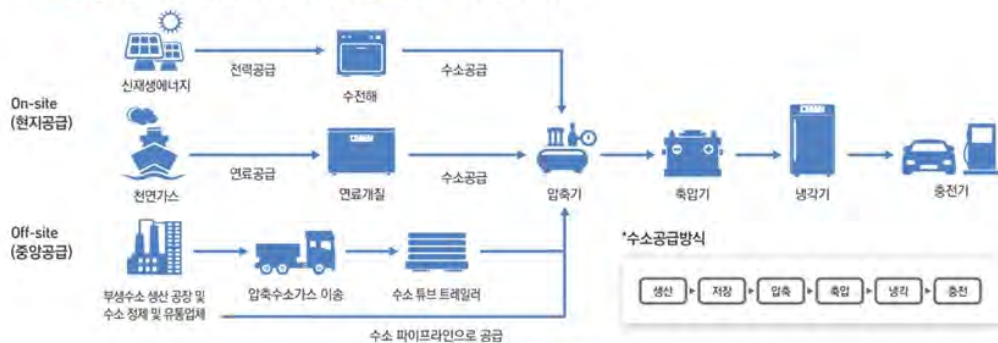 신재생에너지
전력공급
수전해
수소공급
On-site
(현지공급)
천연가스
연료공급
연료개질
수소공급
압축기
축압기
냉각기
충전기
Off-site
(중앙공급)
부생수소 생산 공장 및
수소 정제 및 유통업체
압축수소가스 이송
수소 튜브 트레일러
수소 파이프라인으로 공급
*수소공급방식
생산
저장
압축
축압
냉각
충전